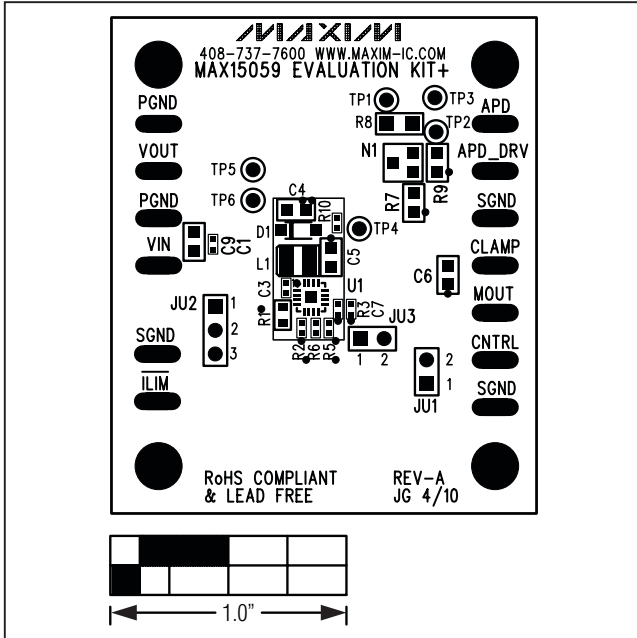 MAXIM
408-737-7600 WWW.MAXIM-IC.COM
MAX15059 EVALUATION KIT+
PGND
TP1
TP3
APD
R8
TP2
VOUT
N1
APD_DRV
TP5
TP6
C4
R7
R9
PGND
SGND
R10
D1
TP4
VIN
C9
C1
L1
C5
CLAMP
C6
C3
U1
MOUT
JU2
1
2
3
R1
R3
C7
JU3
SGND
R2
R6
R5
1 2
CNTRL
2
1
JU1
ILIM
SGND
RoHS COMPLIANT
& LEAD FREE
REV-A
JG 4/10
1.0"